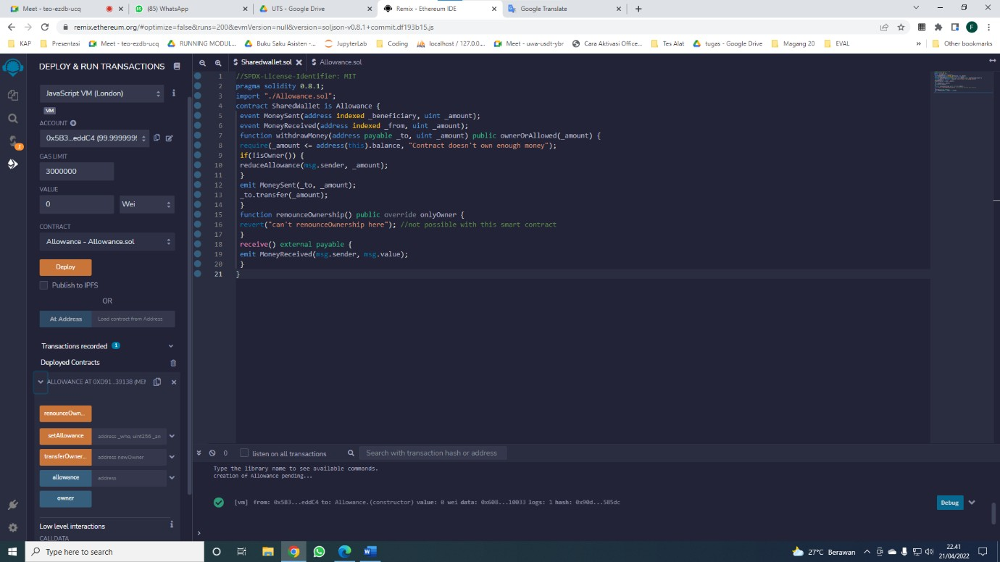 Meet - teo-ezdb-ucq
(85) WhatsApp
UTS - Google Drive
Remix - Ethereum IDE
Google Translate
remix.ethereum.org/#optimize=false&runs=200&evmVersion=null&version=soljson-v0.8.1+commit.df193b15.js
F
KAP
Presentasi
Meet - teo-ezdb-ucq
RUNNING MODUL...
Buku Saku Asisten -...
JupyterLab
Coding
localhost / 127.0.0....
Meet - uwa-usdt-ybr
Cara Aktivasi Office...
Tes Alat
tugas - Google Drive
Magang 20
EVAL
»
Other bookmarks
DEPLOY & RUN TRANSACTIONS
JavaScript VM (London)
VM
ACCOUNT
0x5B3...eddC4 (99.9999999
GAS LIMIT
3000000
VALUE
0
Wei
CONTRACT
Allowance - Allowance.sol
Deploy
Publish to IPFS
OR
At Address
Load contract from Address
Transactions recorded 1
Deployed Contracts
ALLOWANCE AT 0XD91...39138 (MEM
renounceOwn...
setAllowance
address _who, uint256 _an
transferOwner...
address newOwner
allowance
address
owner
Low level interactions
CALLDATA
Sharedwallet.sol
Allowance.sol
1 //SPDX-License-Identifier: MIT
2 pragma solidity 0.8.1;
3 import "./Allowance.sol";
4 contract SharedWallet is Allowance {
5 event MoneySent(address indexed _beneficiary, uint _amount);
6 event MoneyReceived(address indexed _from, uint _amount);
7 function withdrawMoney(address payable _to, uint _amount) public ownerOrAllowed(_amount) {
8 require(_amount <= address(this).balance, "Contract doesn't own enough money");
9 if(!isOwner()) {
10 reduceAllowance(msg.sender, _amount);
11 }
12 emit MoneySent(_to, _amount);
13 _to.transfer(_amount);
14 }
15 function renounceOwnership() public override onlyOwner {
16 revert("can't renounceOwnership here"); //not possible with this smart contract
17 }
18 receive() external payable {
19 emit MoneyReceived(msg.sender, msg.value);
20 }
21 }
0
listen on all transactions
Search with transaction hash or address
Type the library name to see available commands.
creation of Allowance pending...
[vm] from: 0x5B3...eddC4 to: Allowance.(constructor) value: 0 wei data: 0x608...10033 logs: 1 hash: 0x90d...585dc
Debug
>
Type here to search
27°C Berawan
22.41
21/04/2022